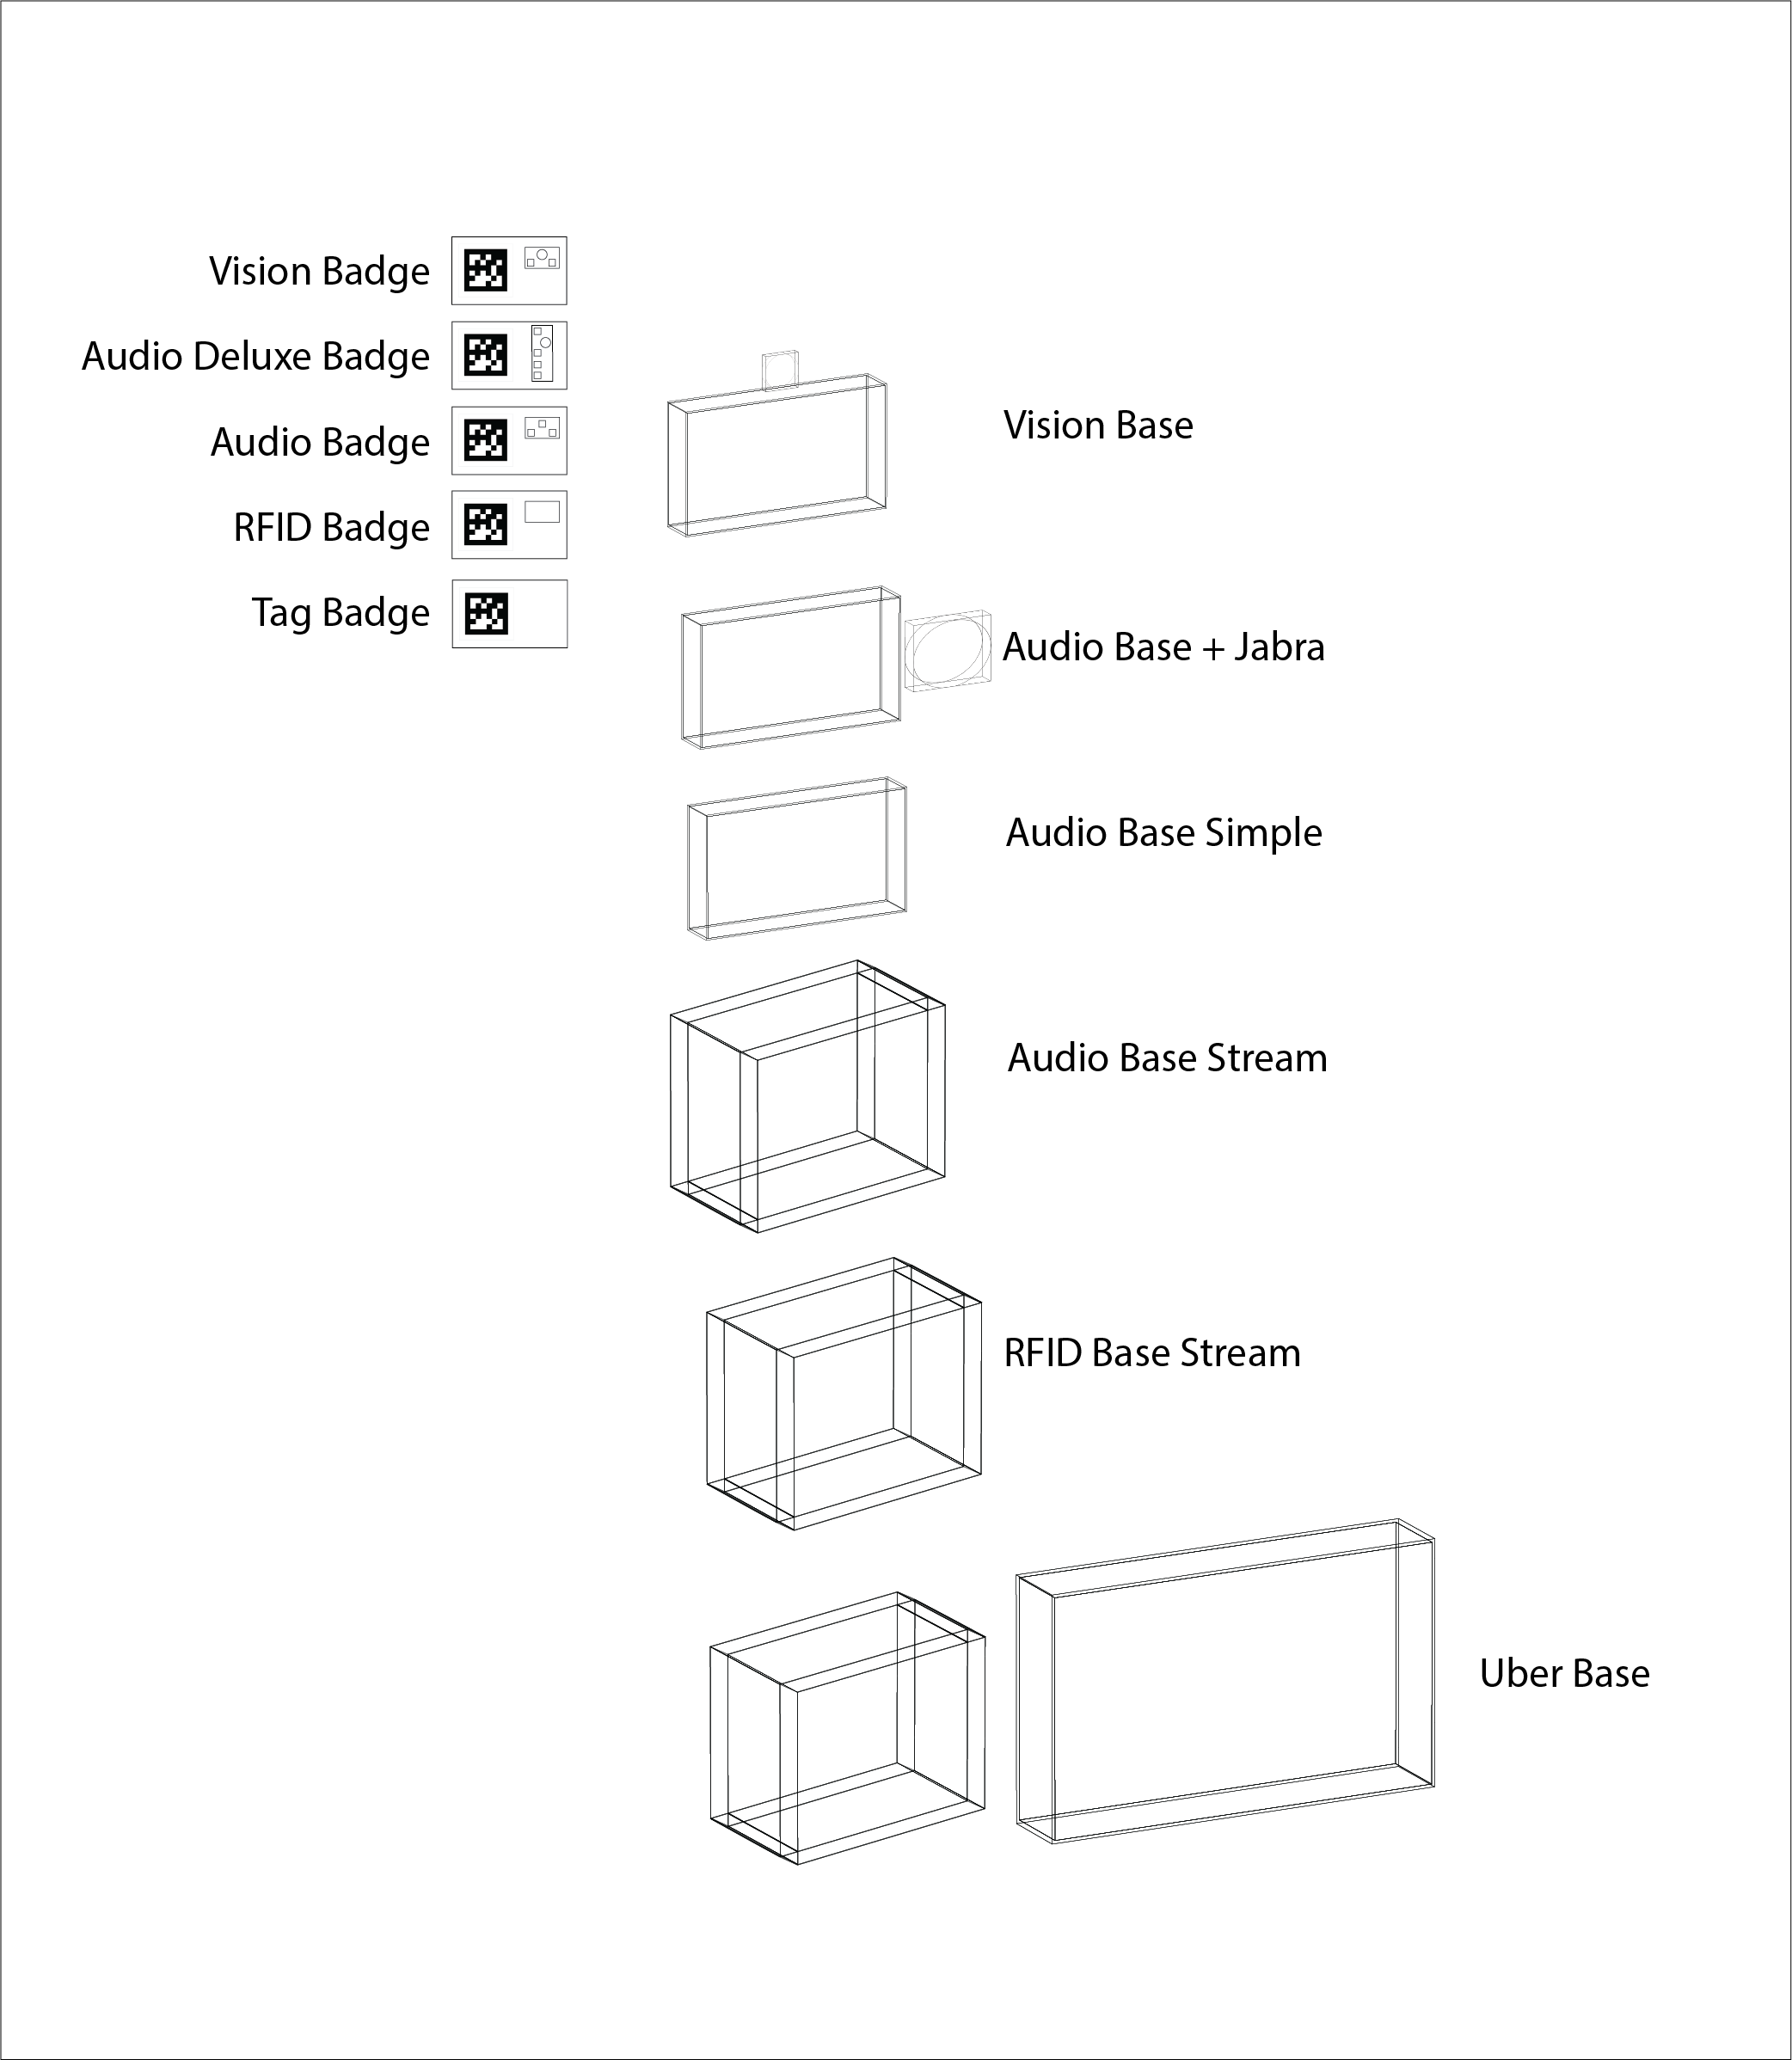 Vision Badge
Audio Deluxe Badge
Audio Badge
RFID Badge
Tag Badge
Vision Base
Audio Base + Jabra
Audio Base Simple
Audio Base Stream
RFID Base Stream
Uber Base